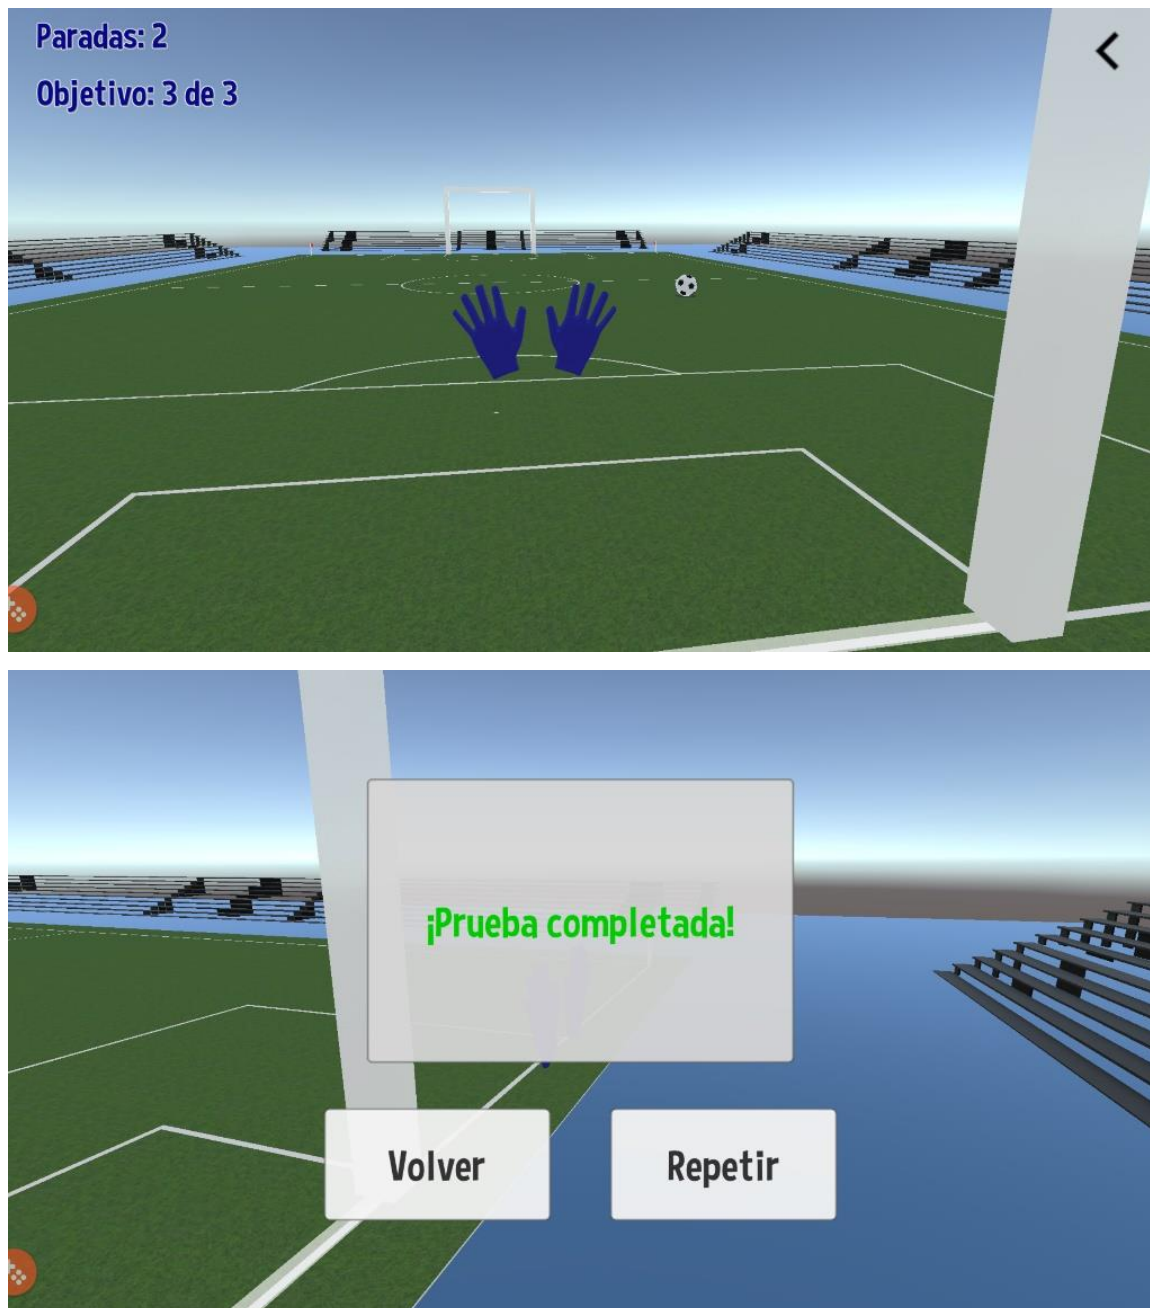 Paradas: 2
Objetivo: 3 de 3
¡Prueba completada!
Volver
Repetir